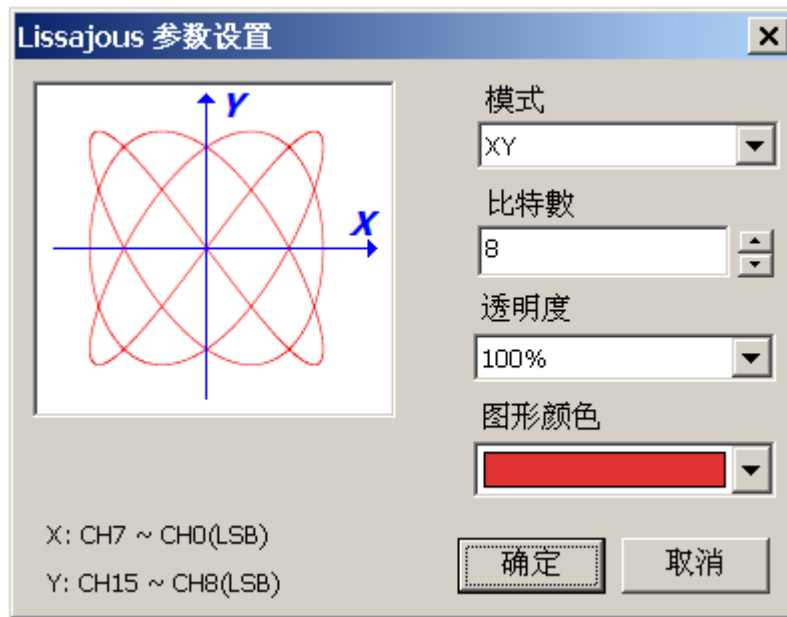 Lissajous 参数设置
Y
X
模式
XY
比特數
8
透明度
100%
图形颜色
X: CH7 ~ CH0(LSB)
Y: CH15 ~ CH8(LSB)
确定
取消